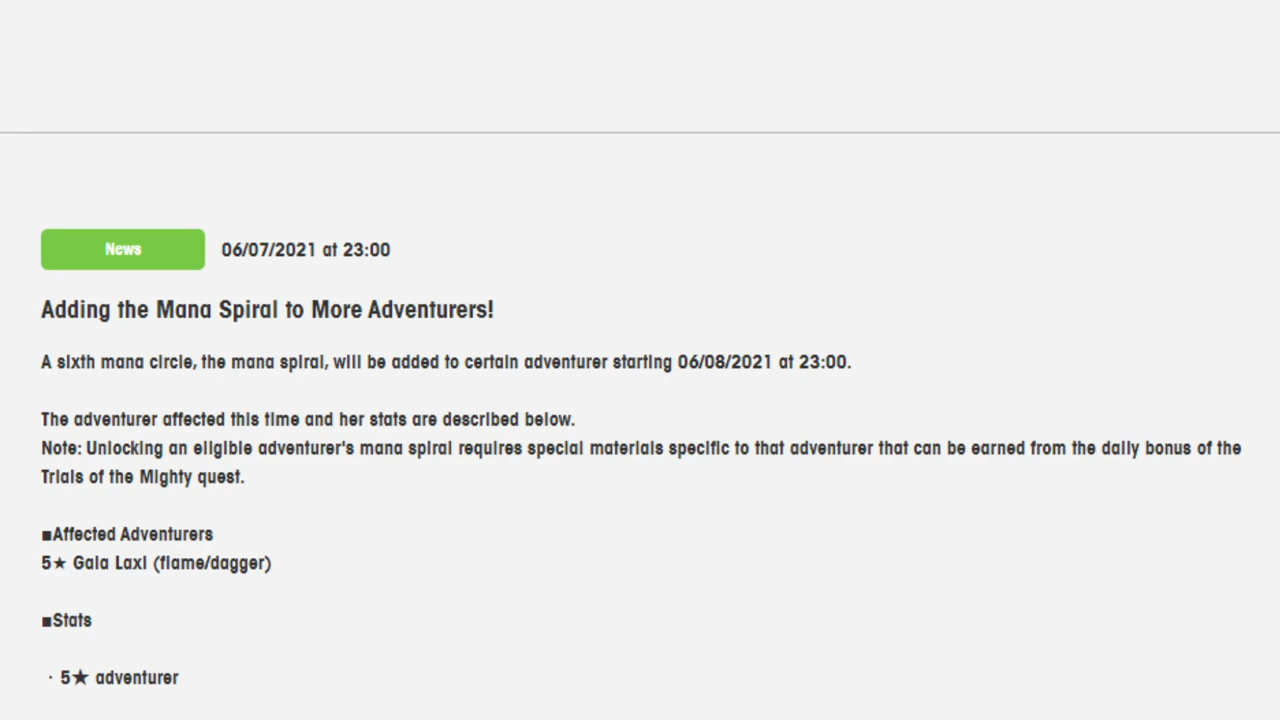 News
06/07/2021 at 23:00
Adding the Mana Spiral to More Adventurers!
A sixth mana circle, the mana spiral, will be added to certain adventurer starting 06/08/2021 at 23:00.
The adventurer affected this time and her stats are described below.
Note: Unlocking an eligible adventurer's mana spiral requires special materials specific to that adventurer that can be earned from the daily bonus of the
Trials of the Mighty quest.
■Affected Adventurers
5★ Gala Laxi (flame/dagger)
■Stats
・5★ adventurer